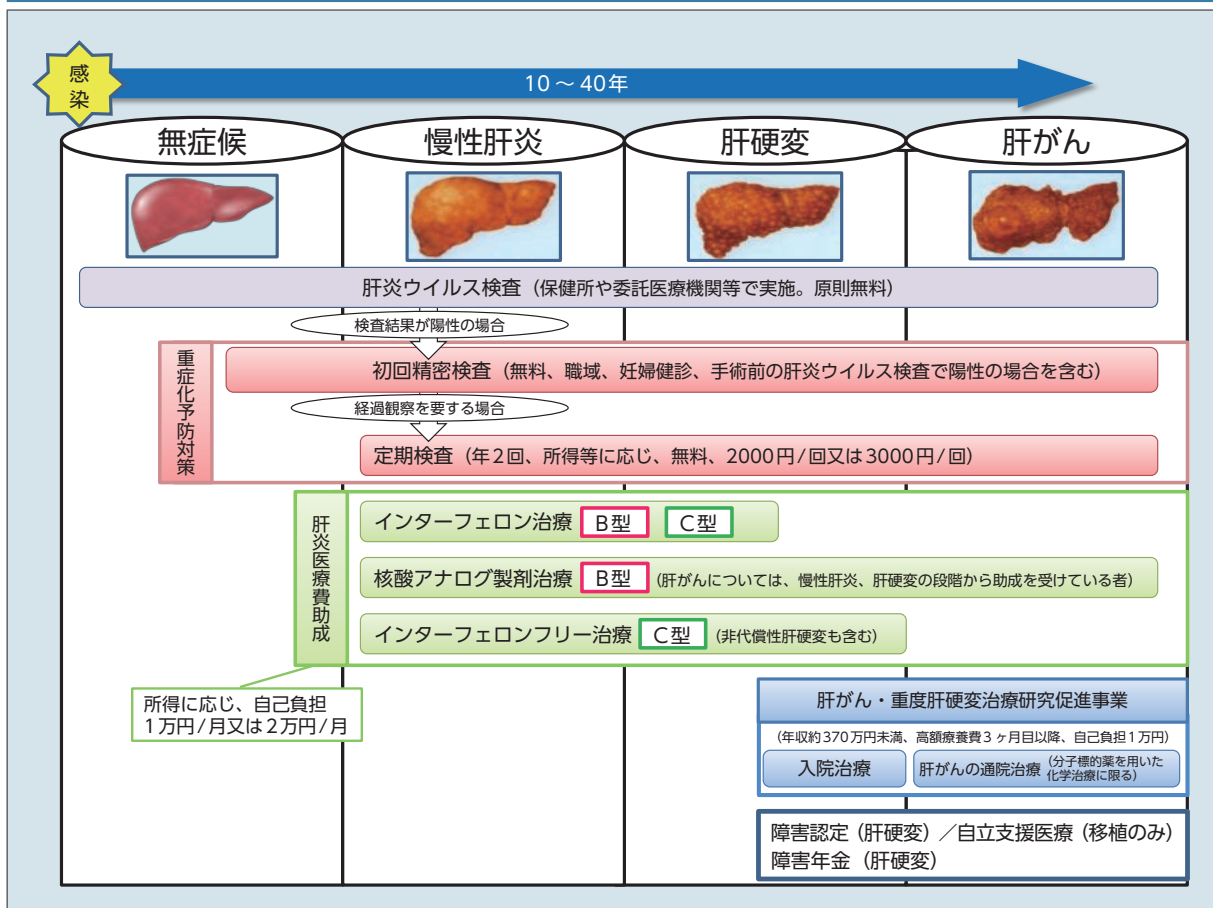 感染
10～40年
無症候
慢性肝炎
肝硬変
肝がん
肝炎ウイルス検査（保健所や委託医療機関等で実施。原則無料）
検査結果が陽性の場合
重症化予防対策
初回精密検査（無料、職域、妊婦健診、手術前の肝炎ウイルス検査で陽性の場合を含む）
経過観察を要する場合
定期検査（年2回、所得等に応じ、無料、2000円/回又は3000円/回）
肝炎医療費助成
インターフェロン治療 B型 C型
核酸アナログ製剤治療 B型 （肝がんについては、慢性肝炎、肝硬変の段階から助成を受けている者）
インターフェロンフリー治療 C型 （非代償性肝硬変も含む）
所得に応じ、自己負担
1万円/月又は2万円/月
肝がん・重度肝硬変治療研究促進事業
（年収約370万円未満、高額療養費3ヶ月目以降、自己負担1万円）
入院治療
肝がんの通院治療（分子標的薬を用いた
化学治療に限る）
障害認定（肝硬変）／自立支援医療（移植のみ）
障害年金（肝硬変）